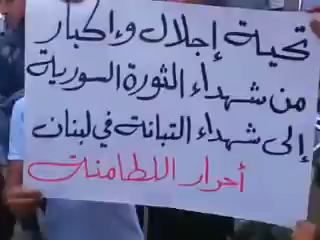 تحية إجلال وإكبار
من شهداء الثورة السورية
إلى شهداء التبانة في لبنان
أحرار اللطامنة